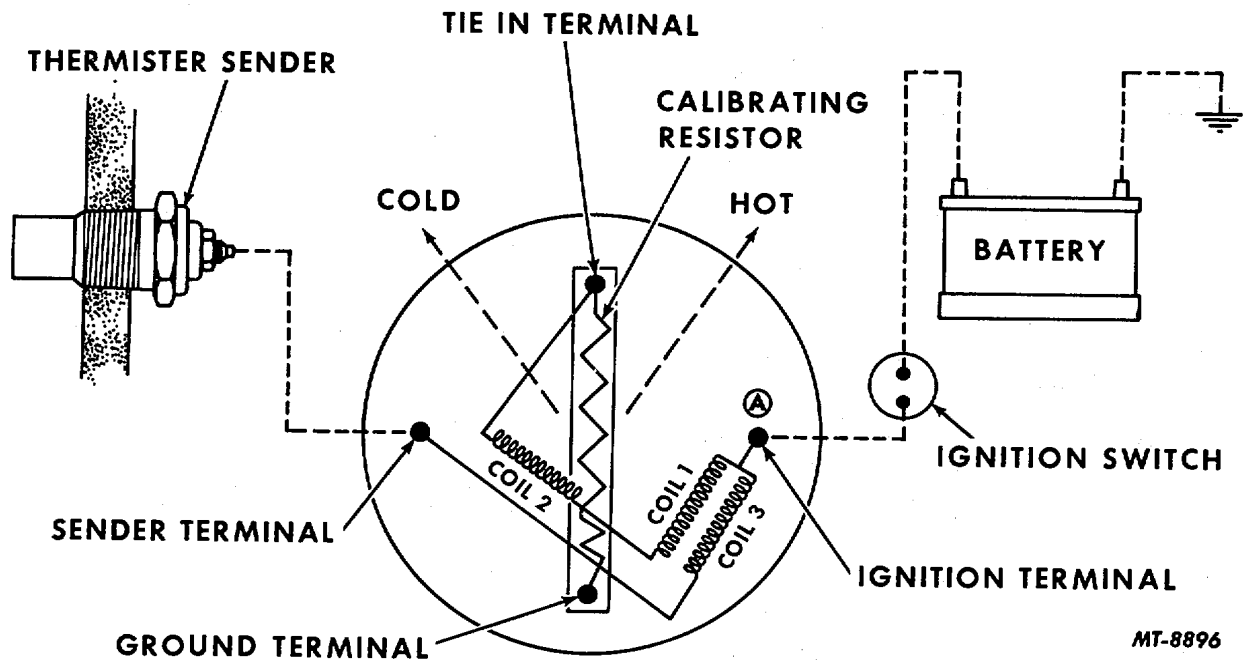 TIE IN TERMINAL
THERMISTER SENDER
CALIBRATING
RESISTOR
COLD
HOT
BATTERY
A
IGNITION SWITCH
COIL 1
COIL 2
COIL 3
SENDER TERMINAL
IGNITION TERMINAL
GROUND TERMINAL
MT-8896